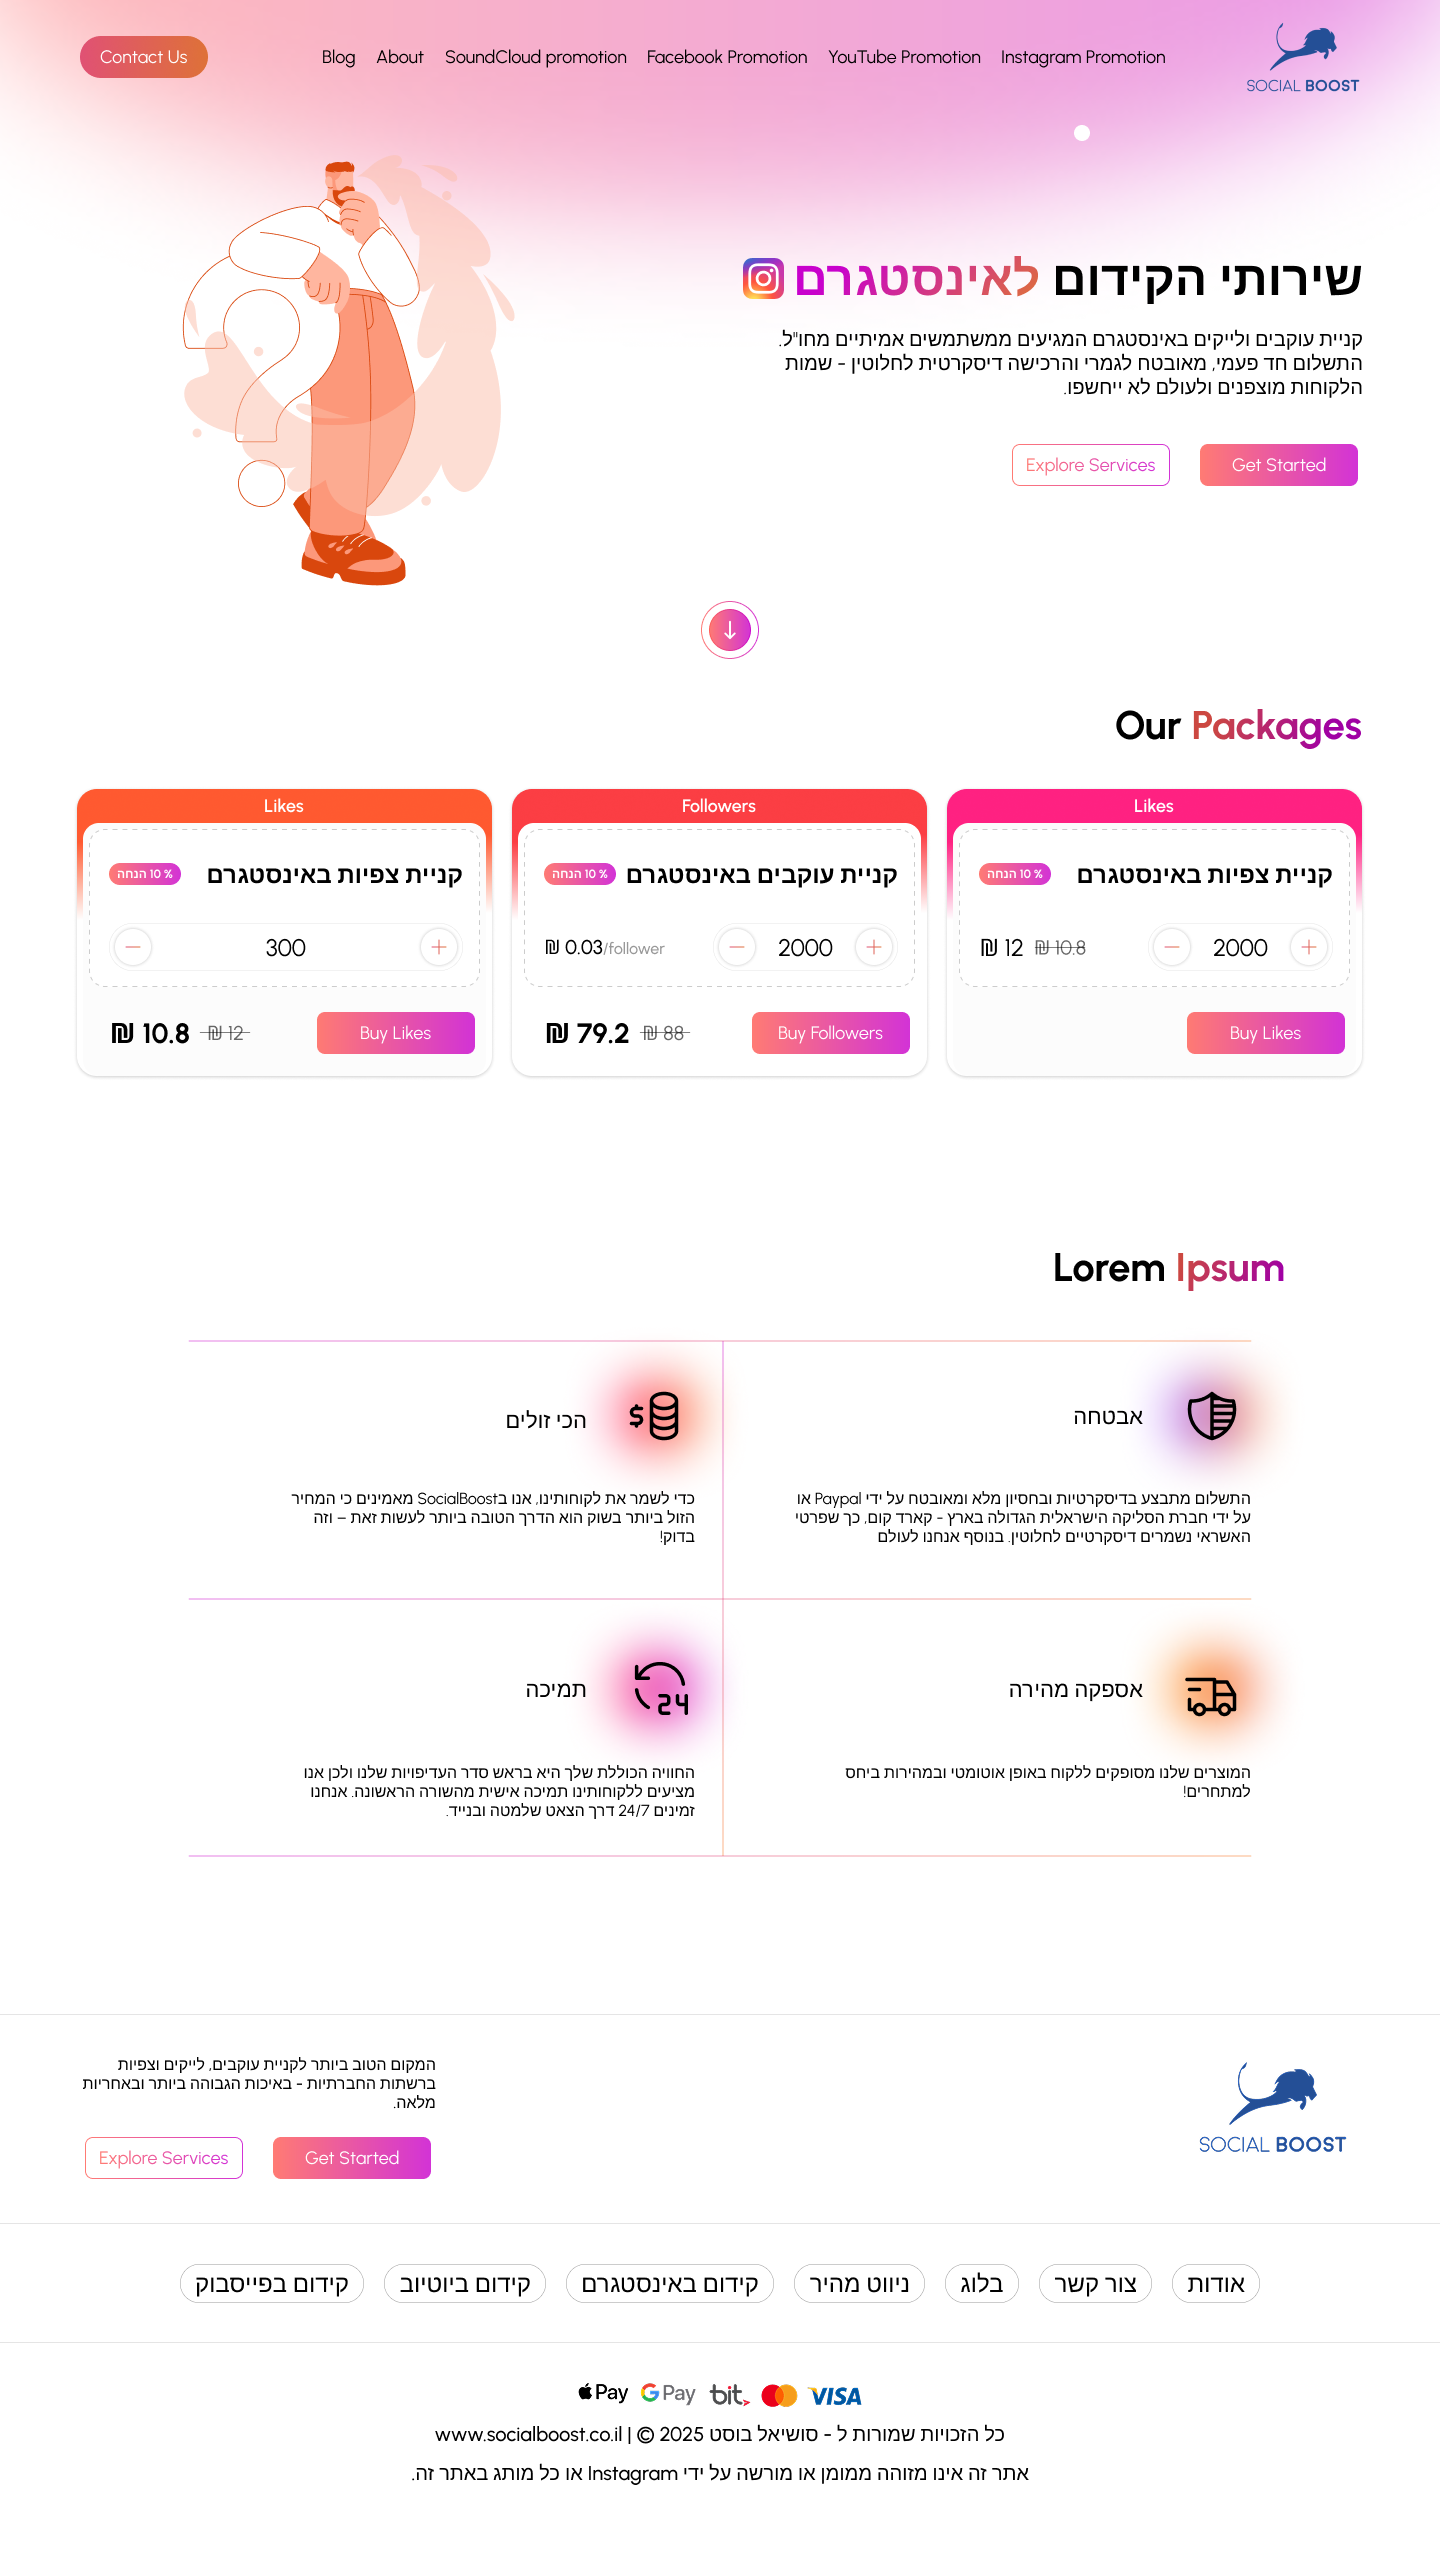 SOCIAL BOOST
Instagram Promotion
YouTube Promotion
Facebook Promotion
SoundCloud promotion
About
Blog
Contact Us
שירותי הקידום לאינסטגרם
קניית עוקבים ולייקים באינסטגרם המגיעים ממשתמשים אמיתיים מחו"ל.
התשלום חד פעמי, מאובטח לגמרי והרכישה דיסקרטית לחלוטין - שמות
הלקוחות מוצפנים ולעולם לא ייחשפו.
Get Started
Explore Services
Our Packages
Likes
קניית צפיות באינסטגרם
10 % הנחה
2000
10.8 ₪
12 ₪
Buy Likes
Followers
קניית עוקבים באינסטגרם
10 % הנחה
2000
₪ 0.03/follower
Buy Followers
88 ₪
79.2 ₪
Likes
קניית צפיות באינסטגרם
10 % הנחה
300
Buy Likes
12 ₪
10.8 ₪
Lorem Ipsum
אבטחה
התשלום מתבצע בדיסקרטיות ובחסיון מלא ומאובטח על ידי Paypal או
על ידי חברת הסליקה הישראלית הגדולה בארץ - קארד קום, כך שפרטי
האשראי נשמרים דיסקרטיים לחלוטין. בנוסף אנחנו לעולם
הכי זולים
כדי לשמר את לקוחותינו, אנו בSocialBoost מאמינים כי המחיר
הזול ביותר בשוק הוא הדרך הטובה ביותר לעשות זאת – וזה
בדוק!
אספקה מהירה
המוצרים שלנו מסופקים ללקוח באופן אוטומטי ובמהירות ביחס
למתחרים!
24
תמיכה
החוויה הכוללת שלך היא בראש סדר העדיפויות שלנו ולכן אנו
מציעים ללקוחותינו תמיכה אישית מהשורה הראשונה. אנחנו
זמינים 24/7 דרך הצאט שלמטה ובנייד.
SOCIAL BOOST
המקום הטוב ביותר לקניית עוקבים, לייקים וצפיות
ברשתות החברתיות - באיכות הגבוהה ביותר ובאחריות
מלאה.
Get Started
Explore Services
אודות
צור קשר
בלוג
ניווט מהיר
קידום באינסטגרם
קידום ביוטיוב
קידום בפייסבוק
Pay G Pay bit VISA
כל הזכויות שמורות ל - סושיאל בוסט 2025 © | www.socialboost.co.il
אתר זה אינו מזוהה ממומן או מורשה על ידי Instagram או כל מותג באתר זה.